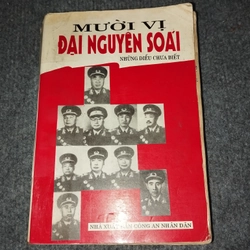 MƯỜI VỊ
ĐẠI NGUYÊN SOÁI
NHỮNG ĐIỀU CHƯA BIẾT
NHÀ XUẤT BẢN CÔNG AN NHÂN DÂN